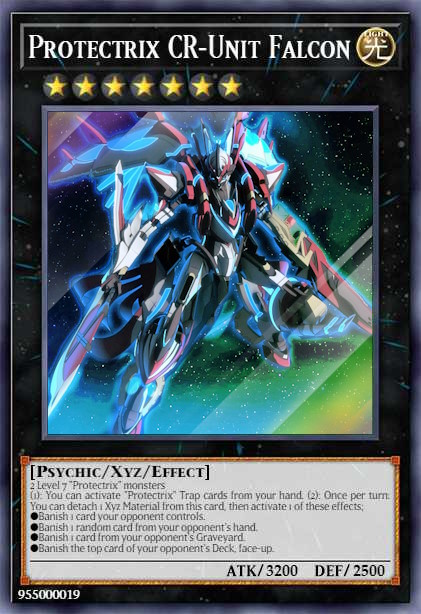 PROTECTRIX CR-UNIT FALCON
LIGHT
光
[PSYCHIC/XYZ/EFFECT]
2 Level 7 "Protectrix" monsters
(1): You can activate "Protectrix" Trap cards from your hand. (2): Once per turn:
You can detach 1 Xyz Material from this card, then activate 1 of these effects;
●Banish 1 card your opponent controls.
●Banish 1 random card from your opponent's hand.
●Banish 1 card from your opponent's Graveyard.
●Banish the top card of your opponent's Deck, face-up.
ATK/3200 DEF/2500
955000019